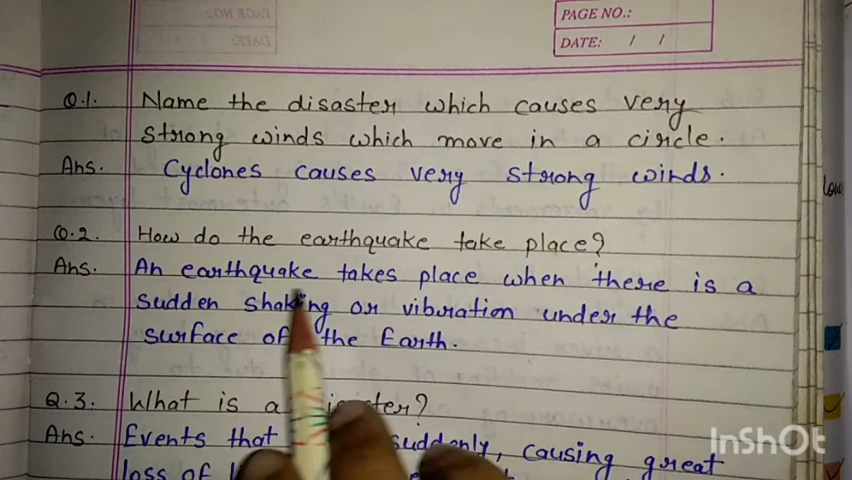 PAGE NO.:
DATE: / /
Q.1. Name the disaster which causes very
strong winds which move in a circle.
Ans. Cyclones causes very strong winds.
Q.2. How do the earthquake take place?
Ans. An earthquake takes place when there is a
sudden shaking or vibration under the
surface of the Earth.
Q.3. What is a
Ans. Events that suddenly, causing great
loss of
InShOt